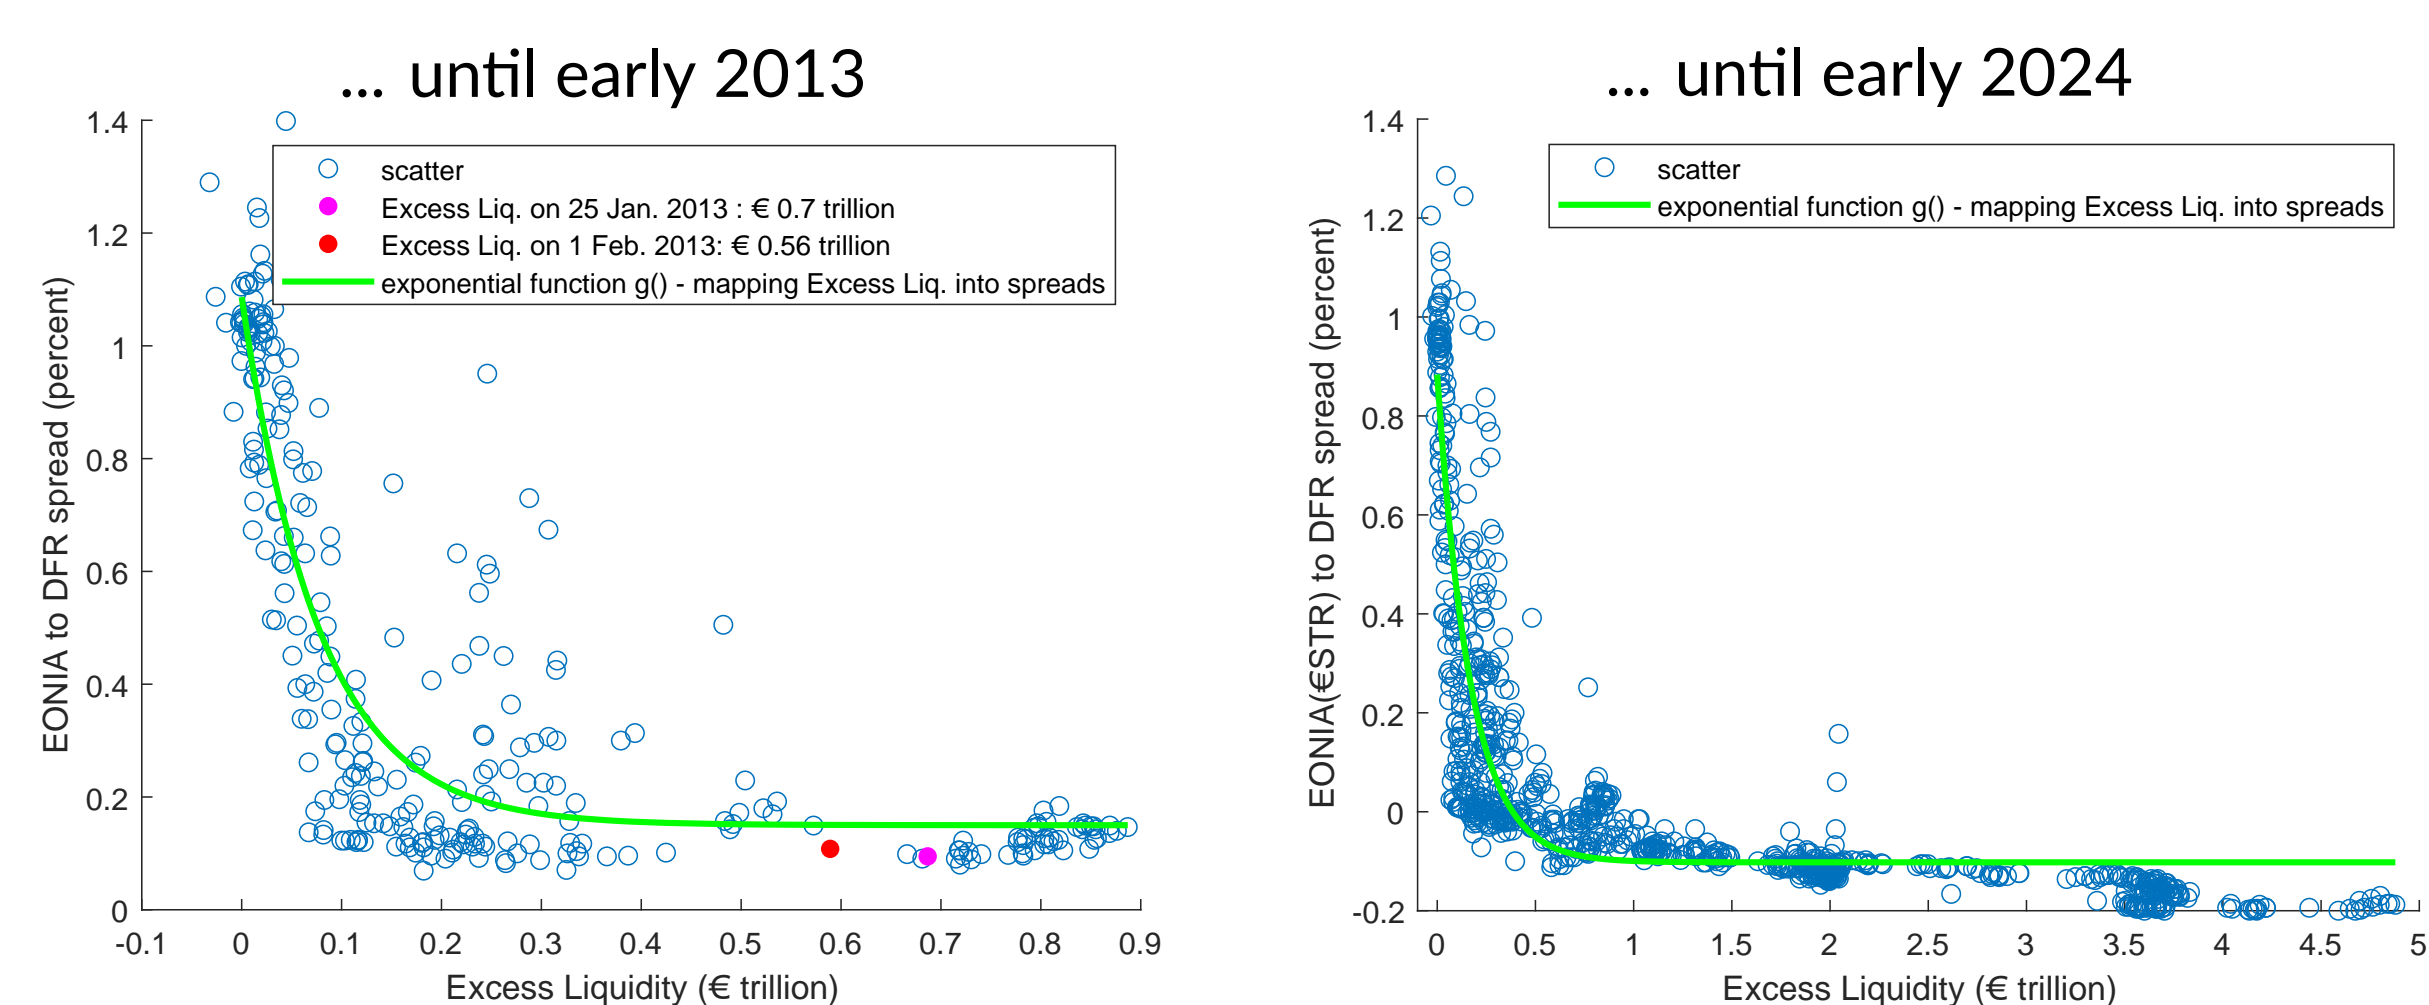 ... until early 2013
1.4
1.2
1
0.8
0.6
0.4
0.2
0
EONIA to DFR spread (percent)
scatter
Excess Liq. on 25 Jan. 2013 : € 0.7 trillion
Excess Liq. on 1 Feb. 2013: € 0.56 trillion
exponential function g() - mapping Excess Liq. into spreads
-0.1 0 0.1 0.2 0.3 0.4 0.5 0.6 0.7 0.8 0.9
Excess Liquidity (€ trillion)
... until early 2024
1.4
1.2
1
0.8
0.6
0.4
0.2
0
-0.2
EONIA(€STR) to DFR spread (percent)
scatter
exponential function g() - mapping Excess Liq. into spreads
0 0.5 1 1.5 2 2.5 3 3.5 4 4.5 5
Excess Liquidity (€ trillion)